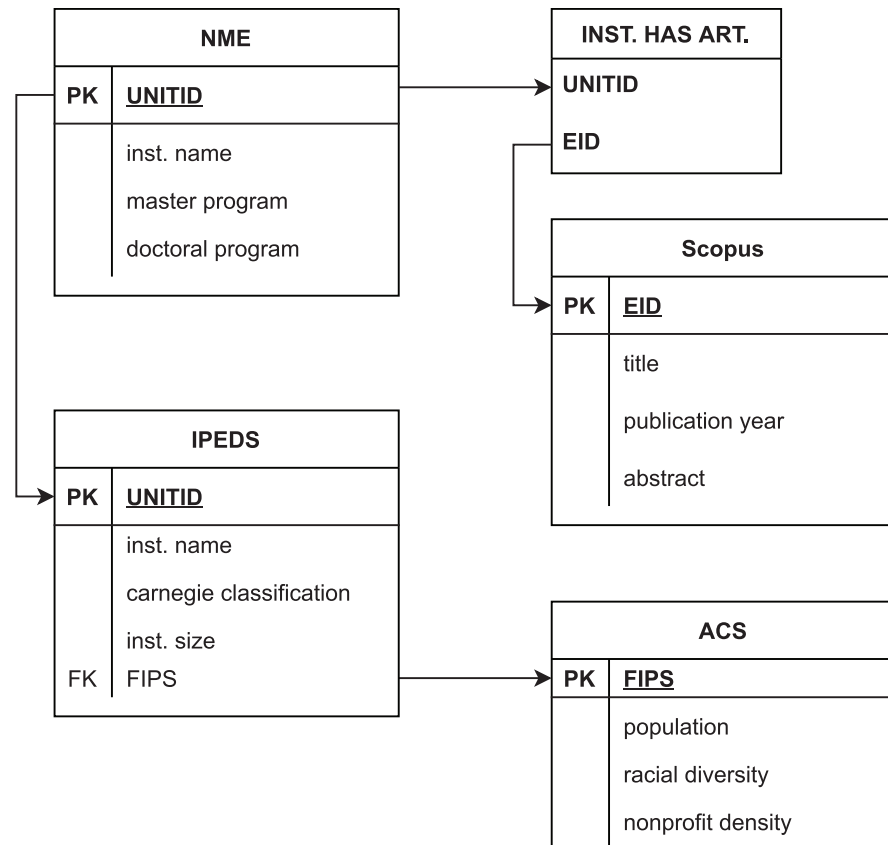 NME
PK UNITID
inst. name
master program
doctoral program
INST. HAS ART.
UNITID
EID
Scopus
PK EID
title
publication year
abstract
IPEDS
PK UNITID
inst. name
carnegie classification
inst. size
FK FIPS
ACS
PK FIPS
population
racial diversity
nonprofit density